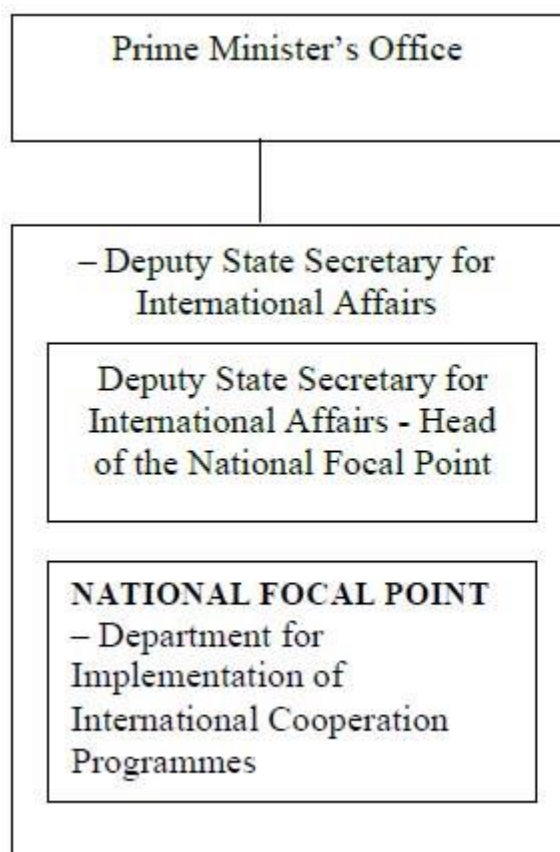 Prime Minister’s Office
– Deputy State Secretary for
International Affairs
Deputy State Secretary for
International Affairs - Head
of the National Focal Point
NATIONAL FOCAL POINT
– Department for
Implementation of
International Cooperation
Programmes